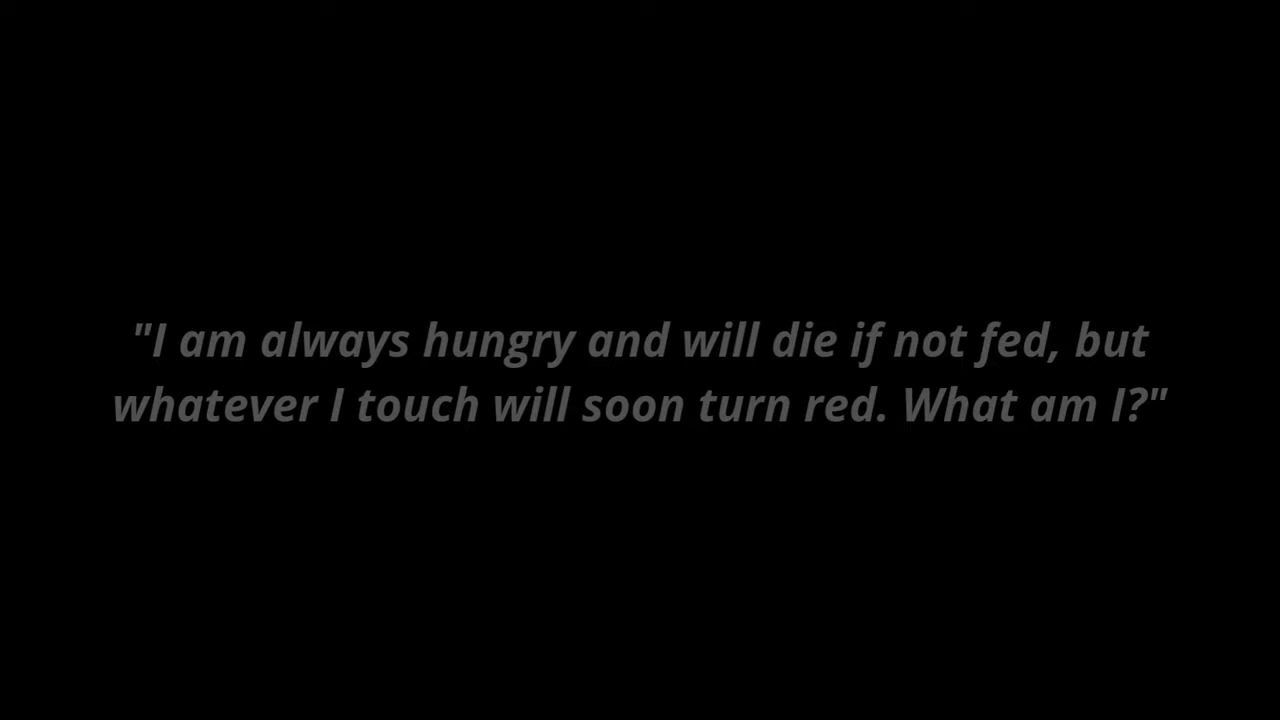 "I am always hungry and will die if not fed, but
whatever I touch will soon turn red. What am I?"